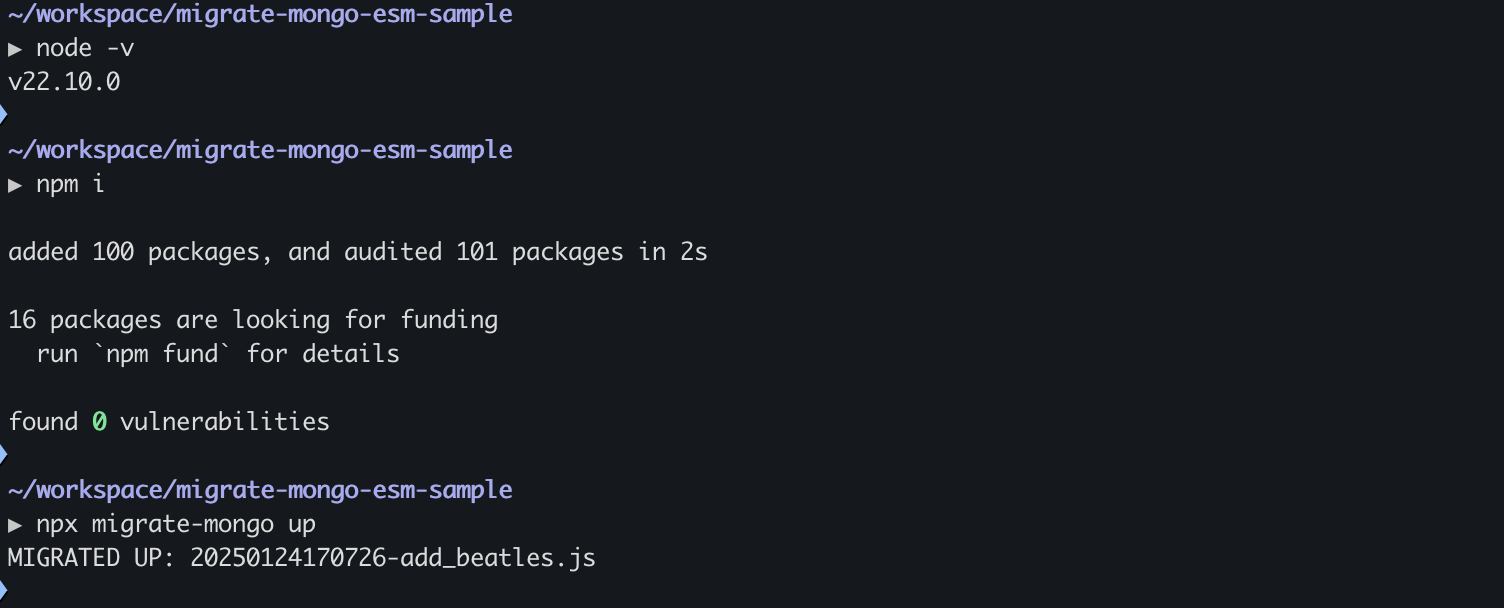 ~/workspace/migrate-mongo-esm-sample
▶ node -v
v22.10.0
~/workspace/migrate-mongo-esm-sample
▶ npm i
added 100 packages, and audited 101 packages in 2s
16 packages are looking for funding
  run `npm fund` for details
found 0 vulnerabilities
~/workspace/migrate-mongo-esm-sample
▶ npx migrate-mongo up
MIGRATED UP: 20250124170726-add_beatles.js